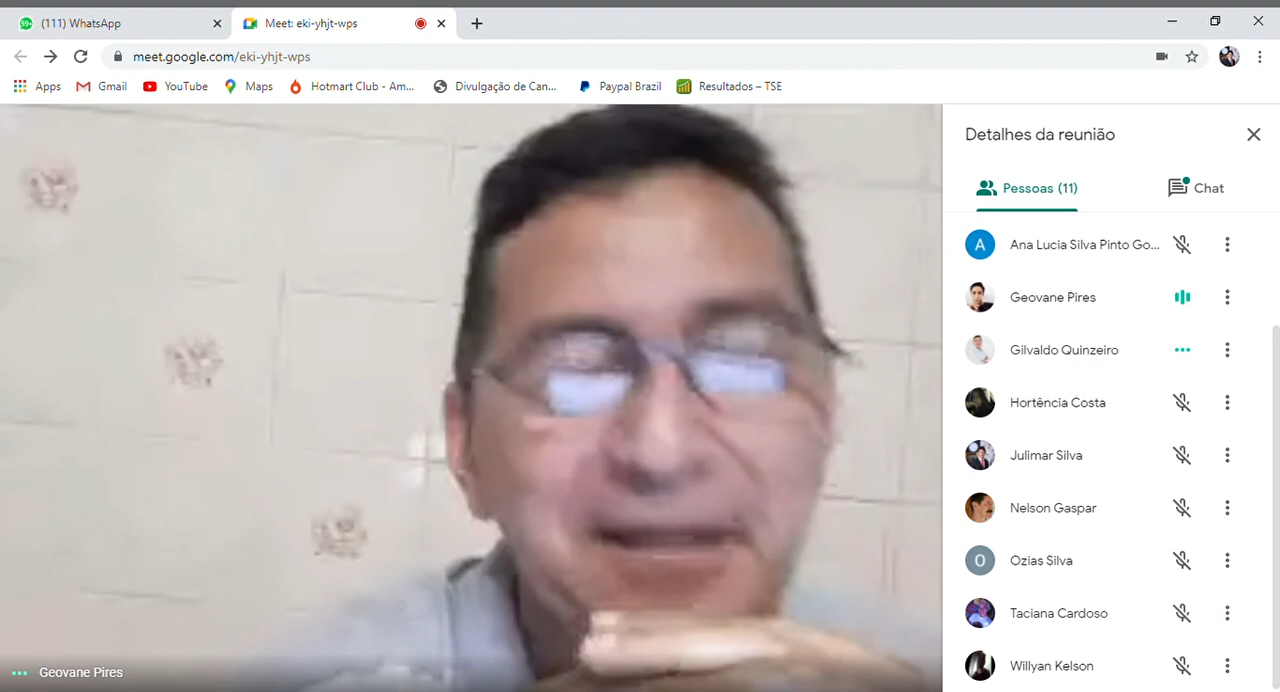 99+ (111) WhatsApp
Meet: eki-yhjt-wps
meet.google.com/eki-yhjt-wps
Apps Gmail YouTube Maps Hotmart Club - Am... Divulgação de Can... Paypal Brazil Resultados – TSE
Detalhes da reunião
Pessoas (11) Chat
A Ana Lucia Silva Pinto Go...
Geovane Pires
Gilvaldo Quinzeiro
Hortência Costa
Julimar Silva
Nelson Gaspar
O Ozias Silva
Taciana Cardoso
Willyan Kelson
Geovane Pires